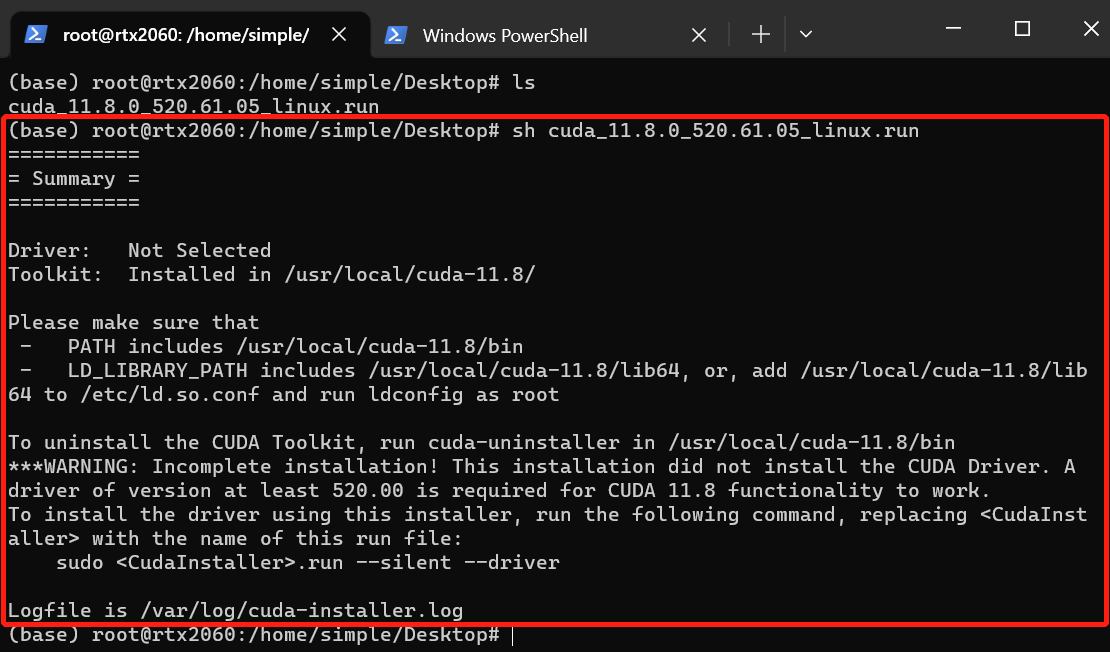 root@rtx2060: /home/simple/
Windows PowerShell
(base) root@rtx2060:/home/simple/Desktop# ls
cuda_11.8.0_520.61.05_linux.run
(base) root@rtx2060:/home/simple/Desktop# sh cuda_11.8.0_520.61.05_linux.run
===========
= Summary =
===========
Driver:   Not Selected
Toolkit:  Installed in /usr/local/cuda-11.8/
Please make sure that
 -   PATH includes /usr/local/cuda-11.8/bin
 -   LD_LIBRARY_PATH includes /usr/local/cuda-11.8/lib64, or, add /usr/local/cuda-11.8/lib
64 to /etc/ld.so.conf and run ldconfig as root
To uninstall the CUDA Toolkit, run cuda-uninstaller in /usr/local/cuda-11.8/bin
***WARNING: Incomplete installation! This installation did not install the CUDA Driver. A
driver of version at least 520.00 is required for CUDA 11.8 functionality to work.
To install the driver using this installer, run the following command, replacing <CudaInst
aller> with the name of this run file:
    sudo <CudaInstaller>.run --silent --driver
Logfile is /var/log/cuda-installer.log
(base) root@rtx2060:/home/simple/Desktop#